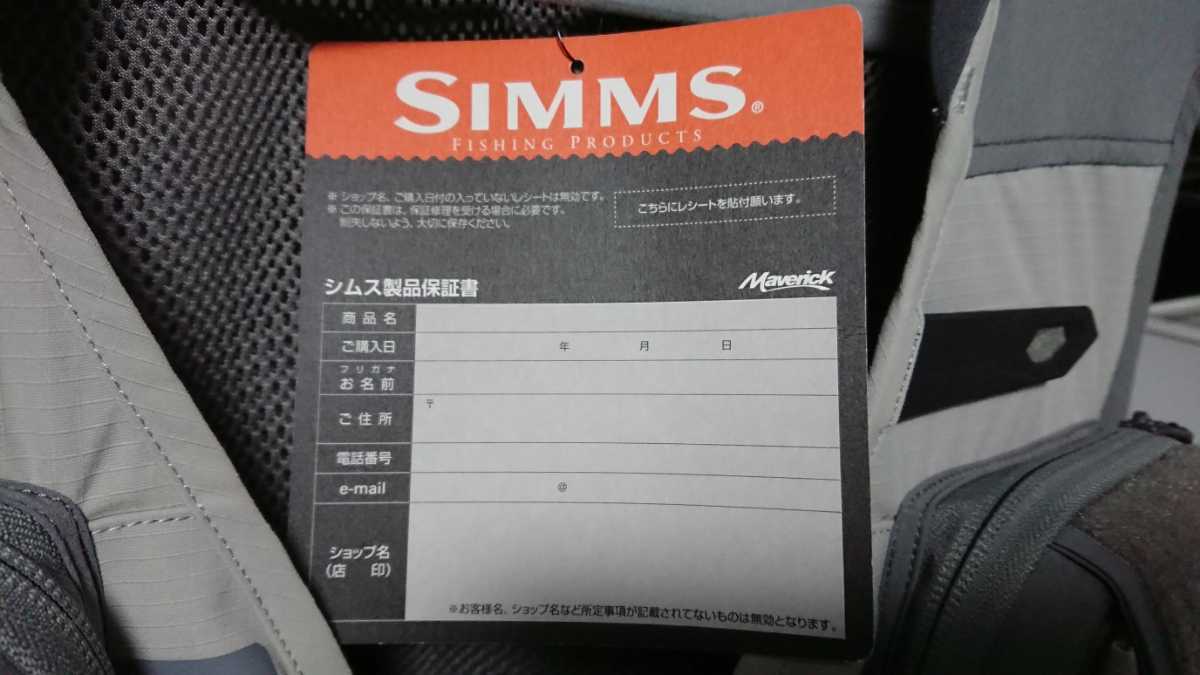 SIMMS®
FISHING PRODUCTS
※ショップ名、ご購入日付の入っていないレシートは無効です。
※この保証書は、保証修理を受ける場合に必要です。
紛失しないよう、大切に保存ください。
こちらにレシートを貼付願います。
シムス製品保証書
Maverick
商品名
ご購入日 年 月 日
フリガナ
お名前
ご住所 〒
電話番号
e-mail @
ショップ名
(店 印)
※お客様名、ショップ名など所定事項が記載されてないものは無効となります。